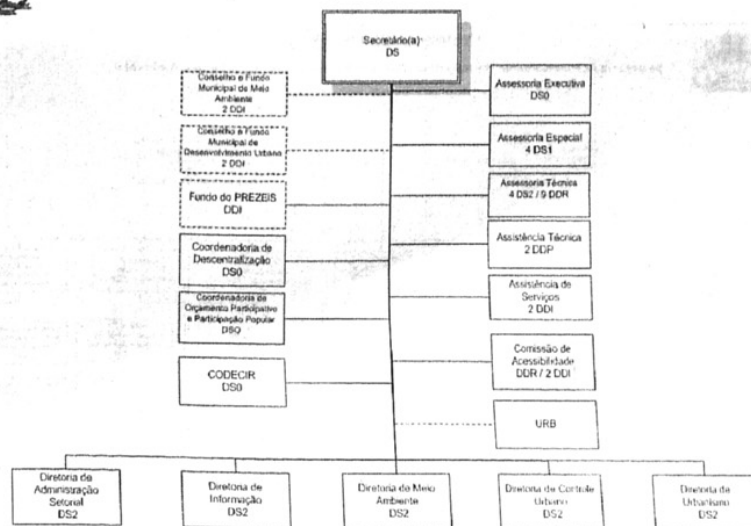 Secretário(a)
DS
Conselho e Fundo
Municipal de Meio
Ambiente
2 DDI
Assessoria Executiva
DS0
Conselho e Fundo
Municipal de
Desenvolvimento Urbano
2 DDI
Assessoria Especial
4 DS1
Fundo do PREZEIS
DDI
Assessoria Técnica
4 DS2 / 9 DDR
Coordenadoria de
Descentralização
DS0
Assistência Técnica
2 DDP
Coordenadoria de
Orçamento Participativo
e Participação Popular
DS0
Assistência de
Serviços
2 DDI
CODECIR
DS0
Comissão de
Acessibilidade
DDR / 2 DDI
URB
Diretoria de
Administração
Setorial
DS2
Diretoria de
Informação
DS2
Diretoria de Meio
Ambiente
DS2
Diretoria de Controle
Urbano
DS2
Diretoria de
Urbanismo
DS2